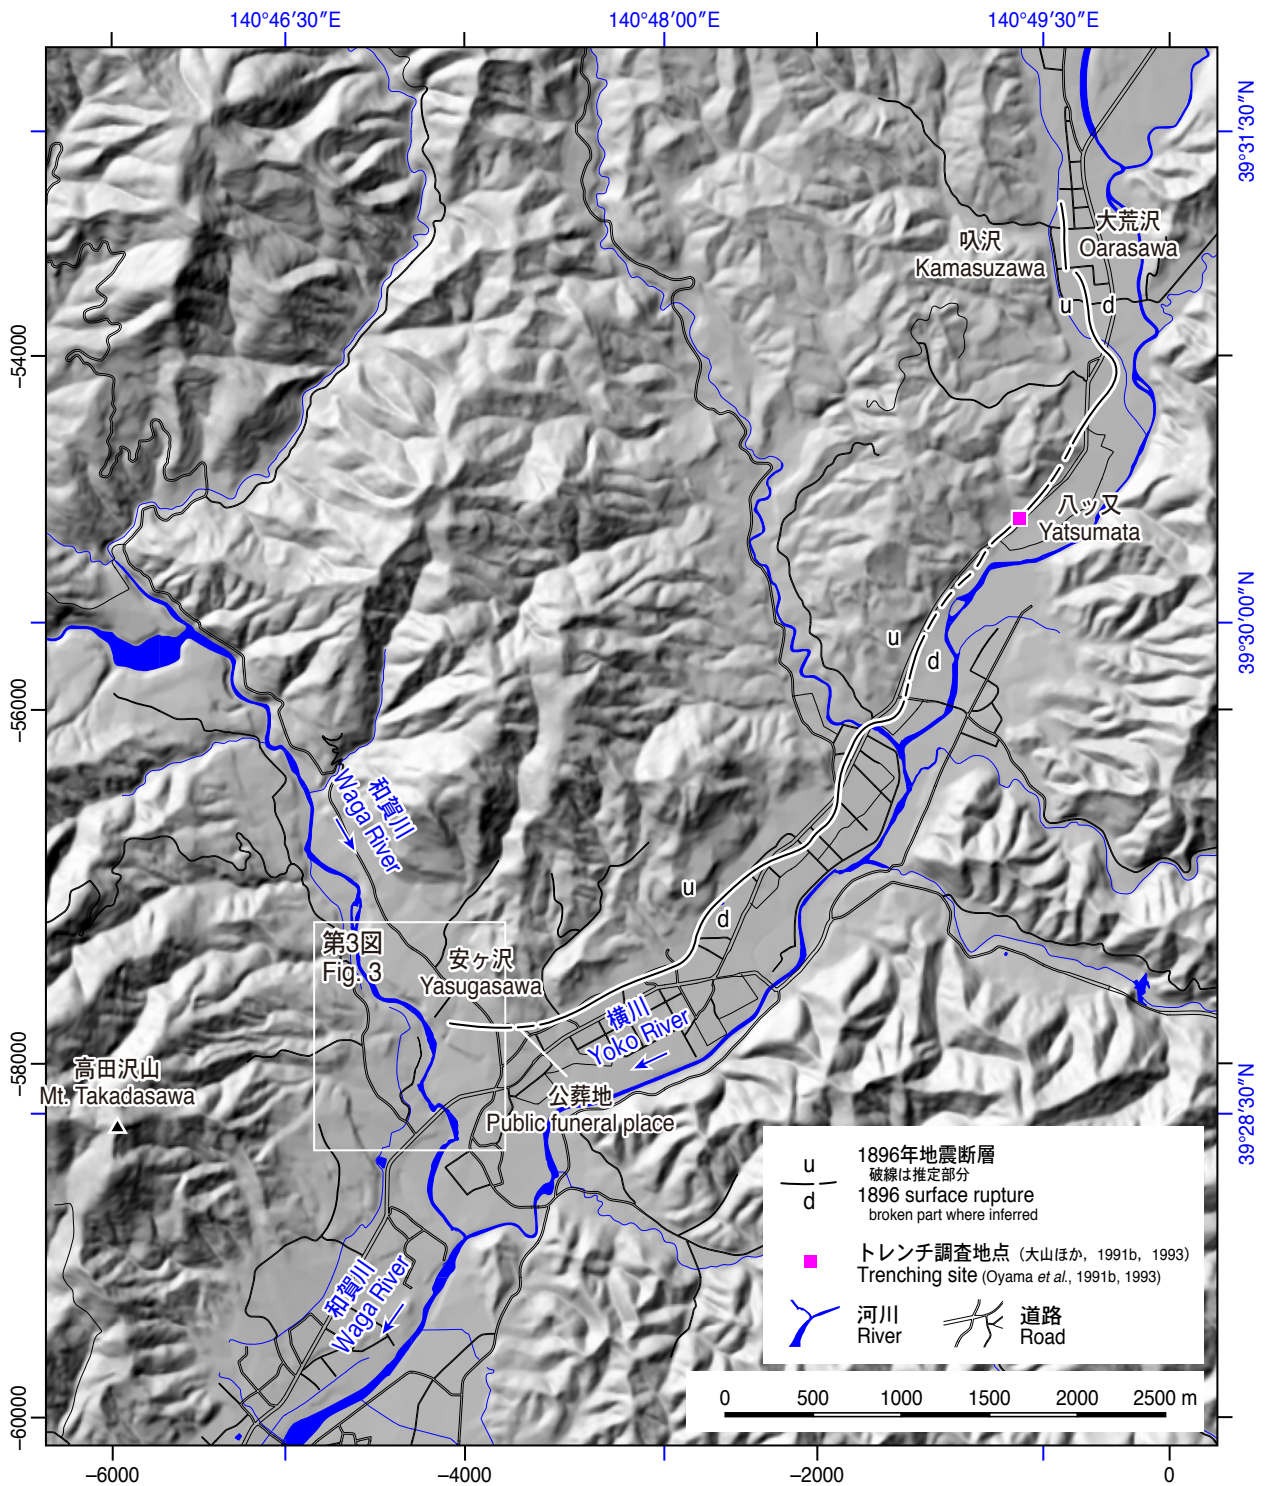 140°46′30″E
140°48′00″E
140°49′30″E
39°31′30″N
39°30′00″N
39°28′30″N
–54000
–56000
–58000
–60000
–6000
–4000
–2000
0
大荒沢
Oarasawa
叺沢
Kamasuzawa
u
d
八ッ又
Yatsumata
u
d
和賀川
Waga River
u
d
第3図
Fig. 3
安ヶ沢
Yasugasawa
横川
Yoko River
高田沢山
Mt. Takadasawa
公葬地
Public funeral place
和賀川
Waga River
u
d
1896年地震断層
破線は推定部分
1896 surface rupture
broken part where inferred
トレンチ調査地点（大山ほか，1991b，1993）
Trenching site (Oyama et al., 1991b, 1993)
河川
River
道路
Road
0 500 1000 1500 2000 2500 m